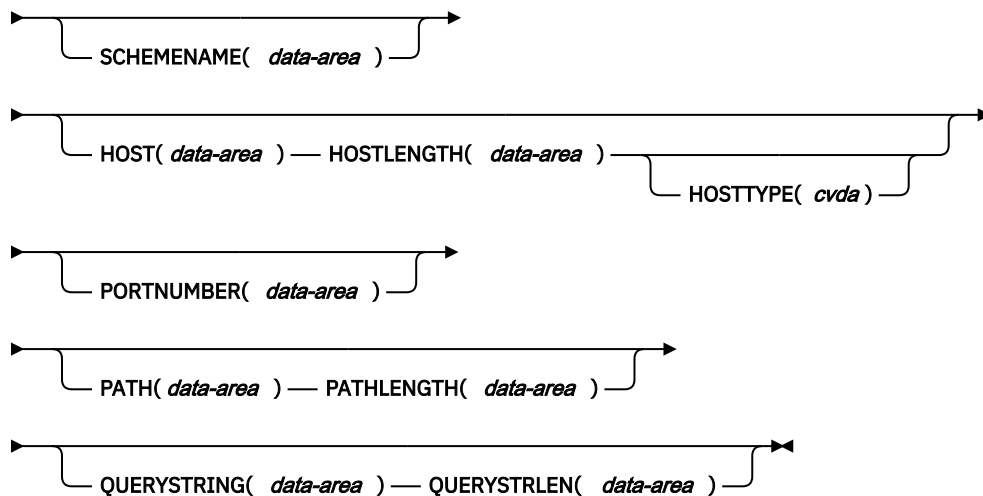 SCHEMENAME( data-area )
HOST( data-area ) HOSTLENGTH( data-area )
HOSTTYPE( cvda )
PORTNUMBER( data-area )
PATH( data-area ) PATHLENGTH( data-area )
QUERYSTRING( data-area ) QUERYSTRLEN( data-area )